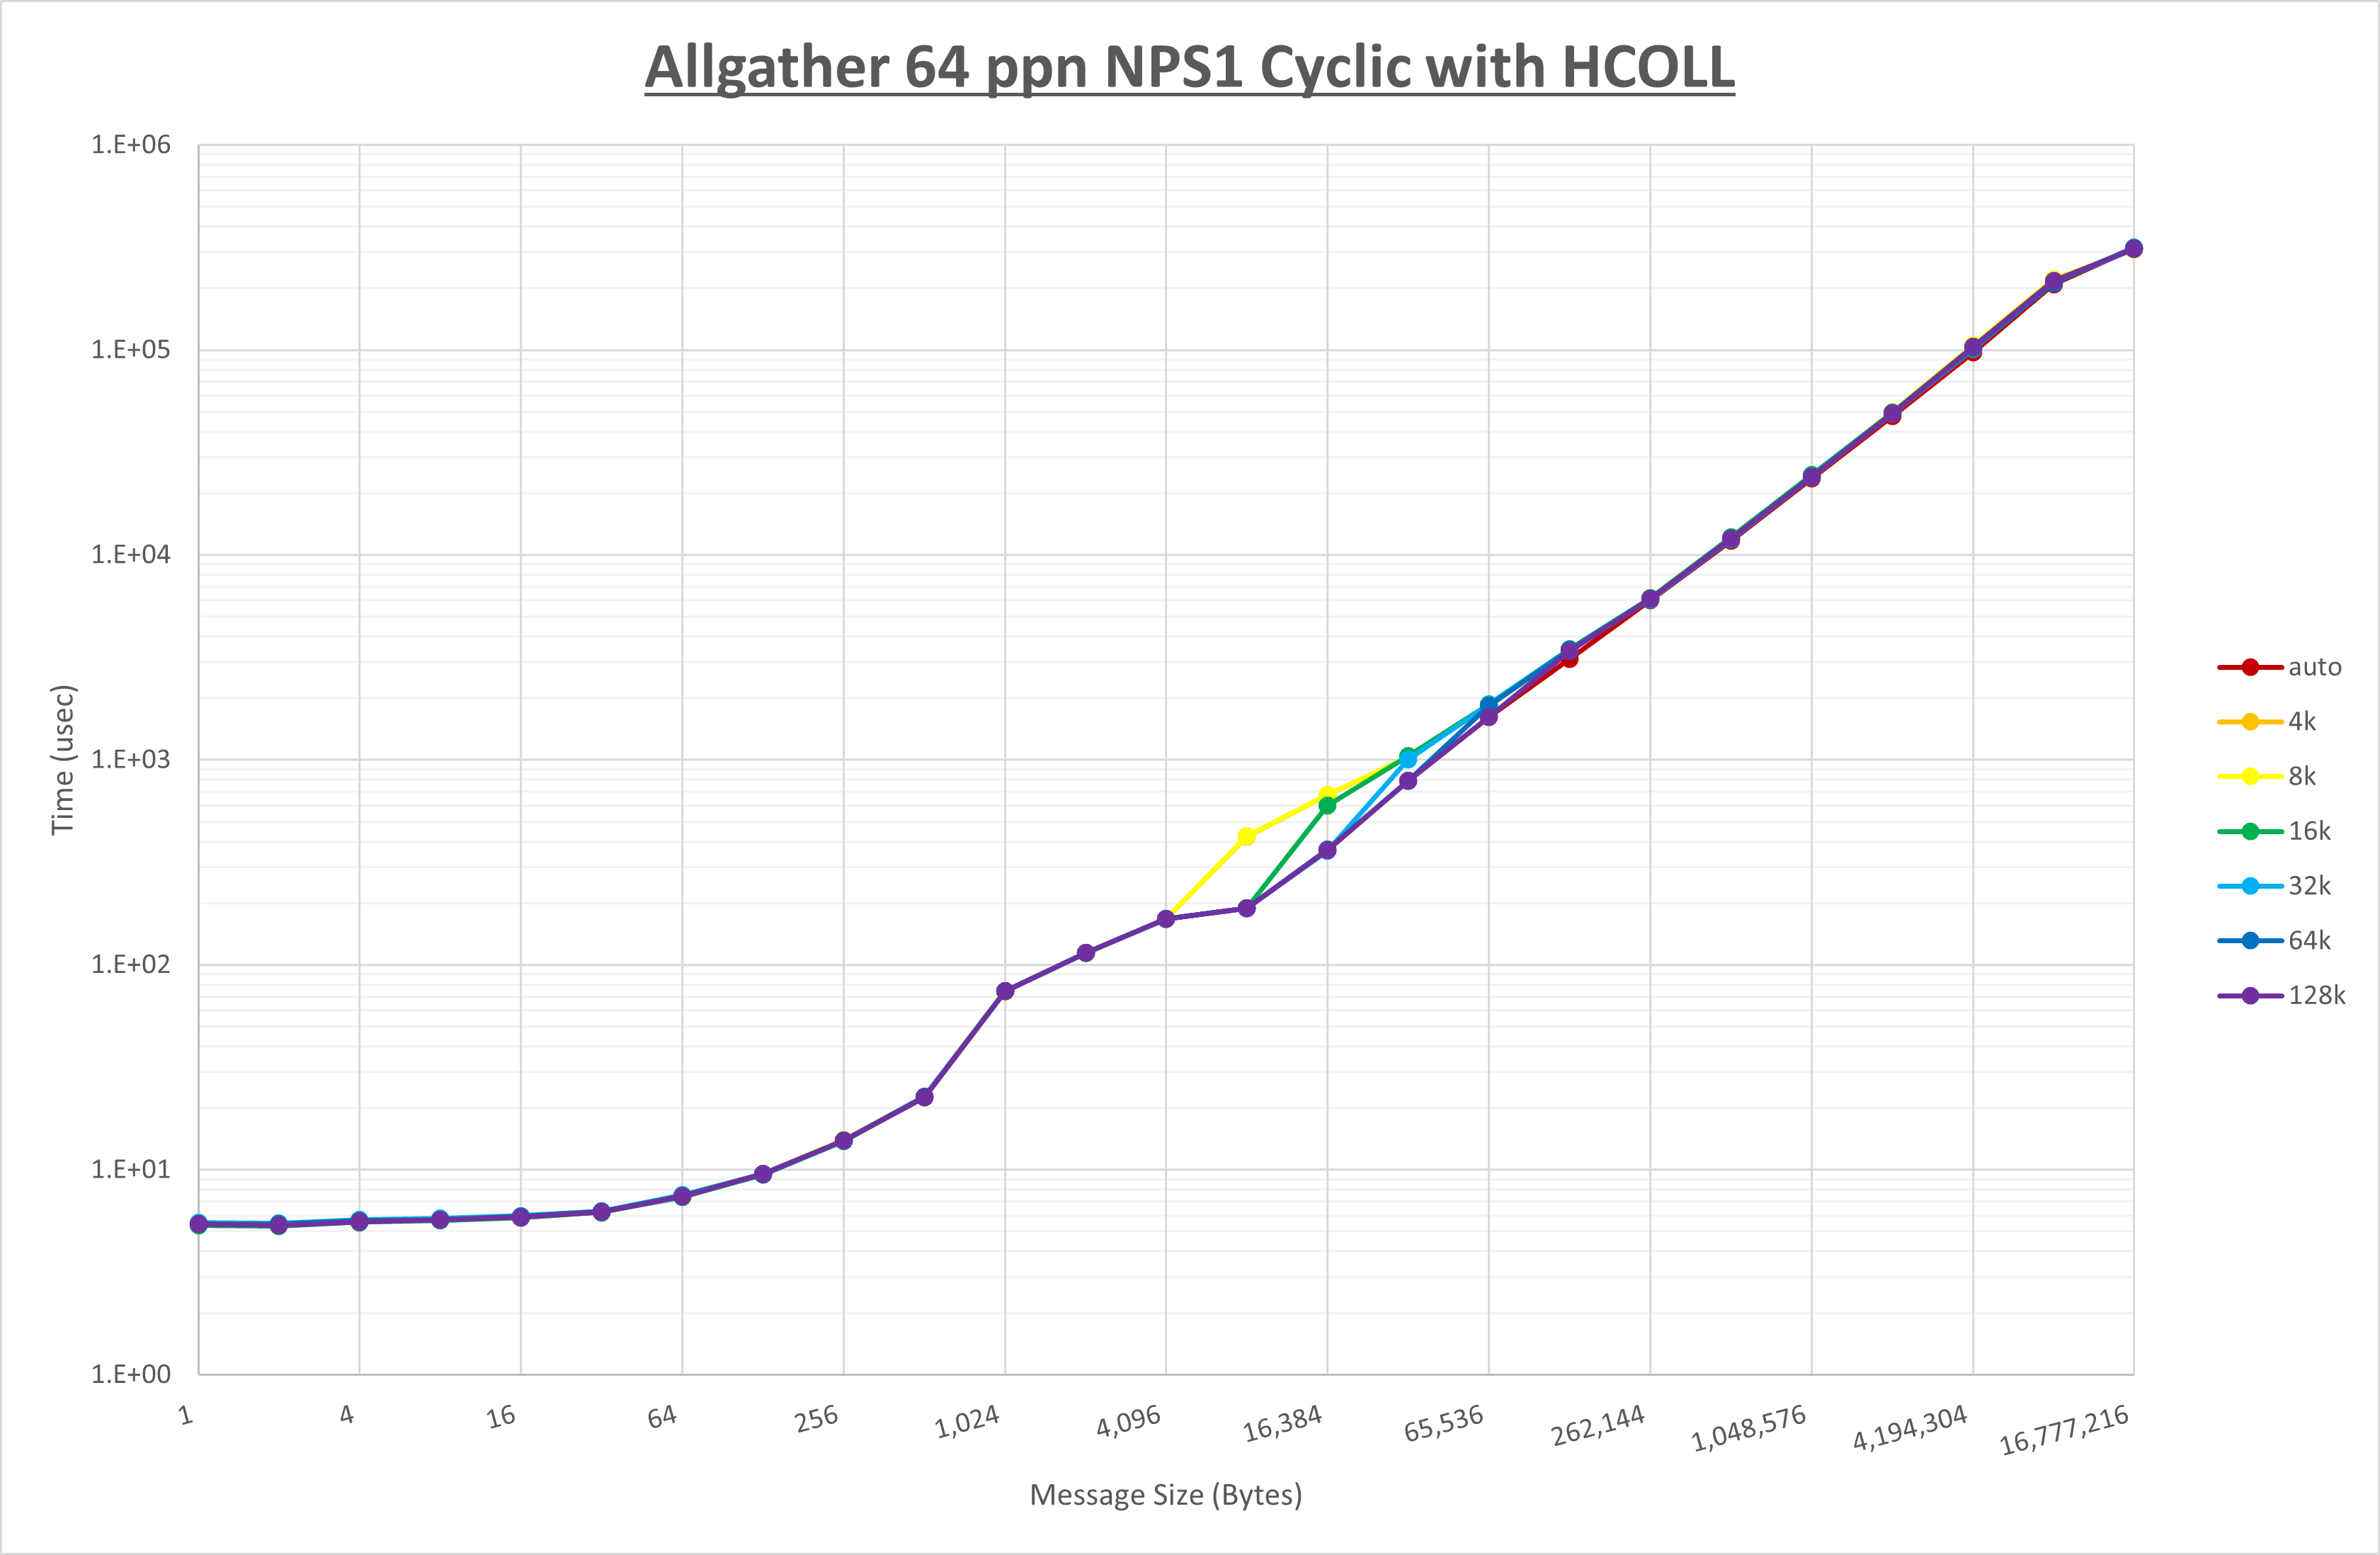 Allgather 64 ppn NPS1 Cyclic with HCOLL
1.E+06
1.E+05
1.E+04
1.E+03
1.E+02
1.E+01
1.E+00
Time (usec)
1 4 16 64 256 1,024 4,096 16,384 65,536 262,144 1,048,576 4,194,304 16,777,216
Message Size (Bytes)
auto
4k
8k
16k
32k
64k
128k